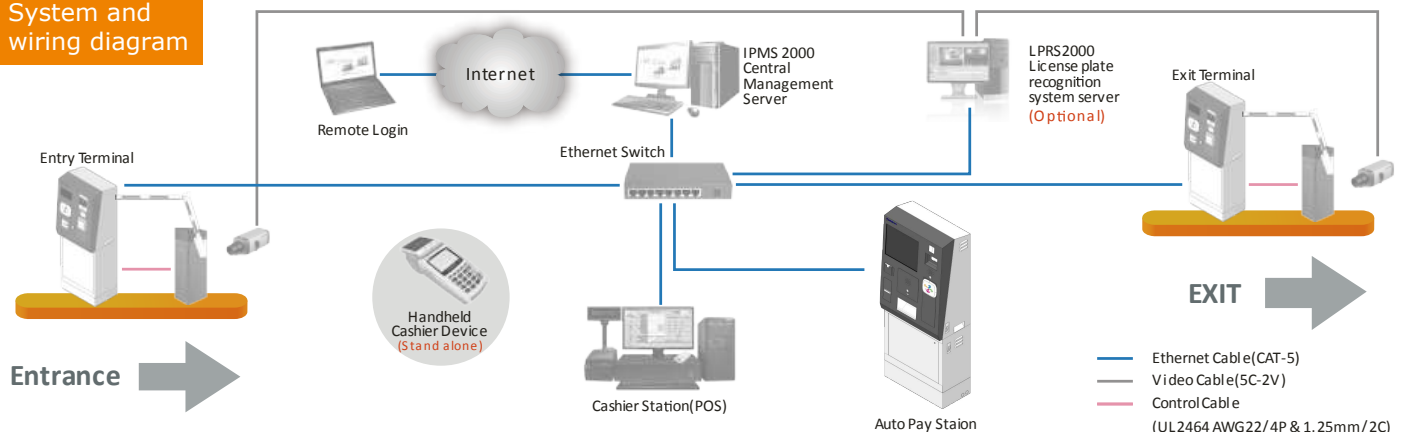 System and
wiring diagram
Internet
Remote Login
IPMS 2000
Central
Management
Server
LPRS2000
License plate
recognition
system server
(Optional)
Exit Terminal
Entry Terminal
Ethernet Switch
Handheld
Cashier Device
(Stand alone)
EXIT
Entrance
Cashier Station(POS)
Auto Pay Staion
Ethernet Cable(CAT-5)
Video Cable(5C-2V)
Control Cable
(UL2464 AWG22/4P & 1.25mm/2C)